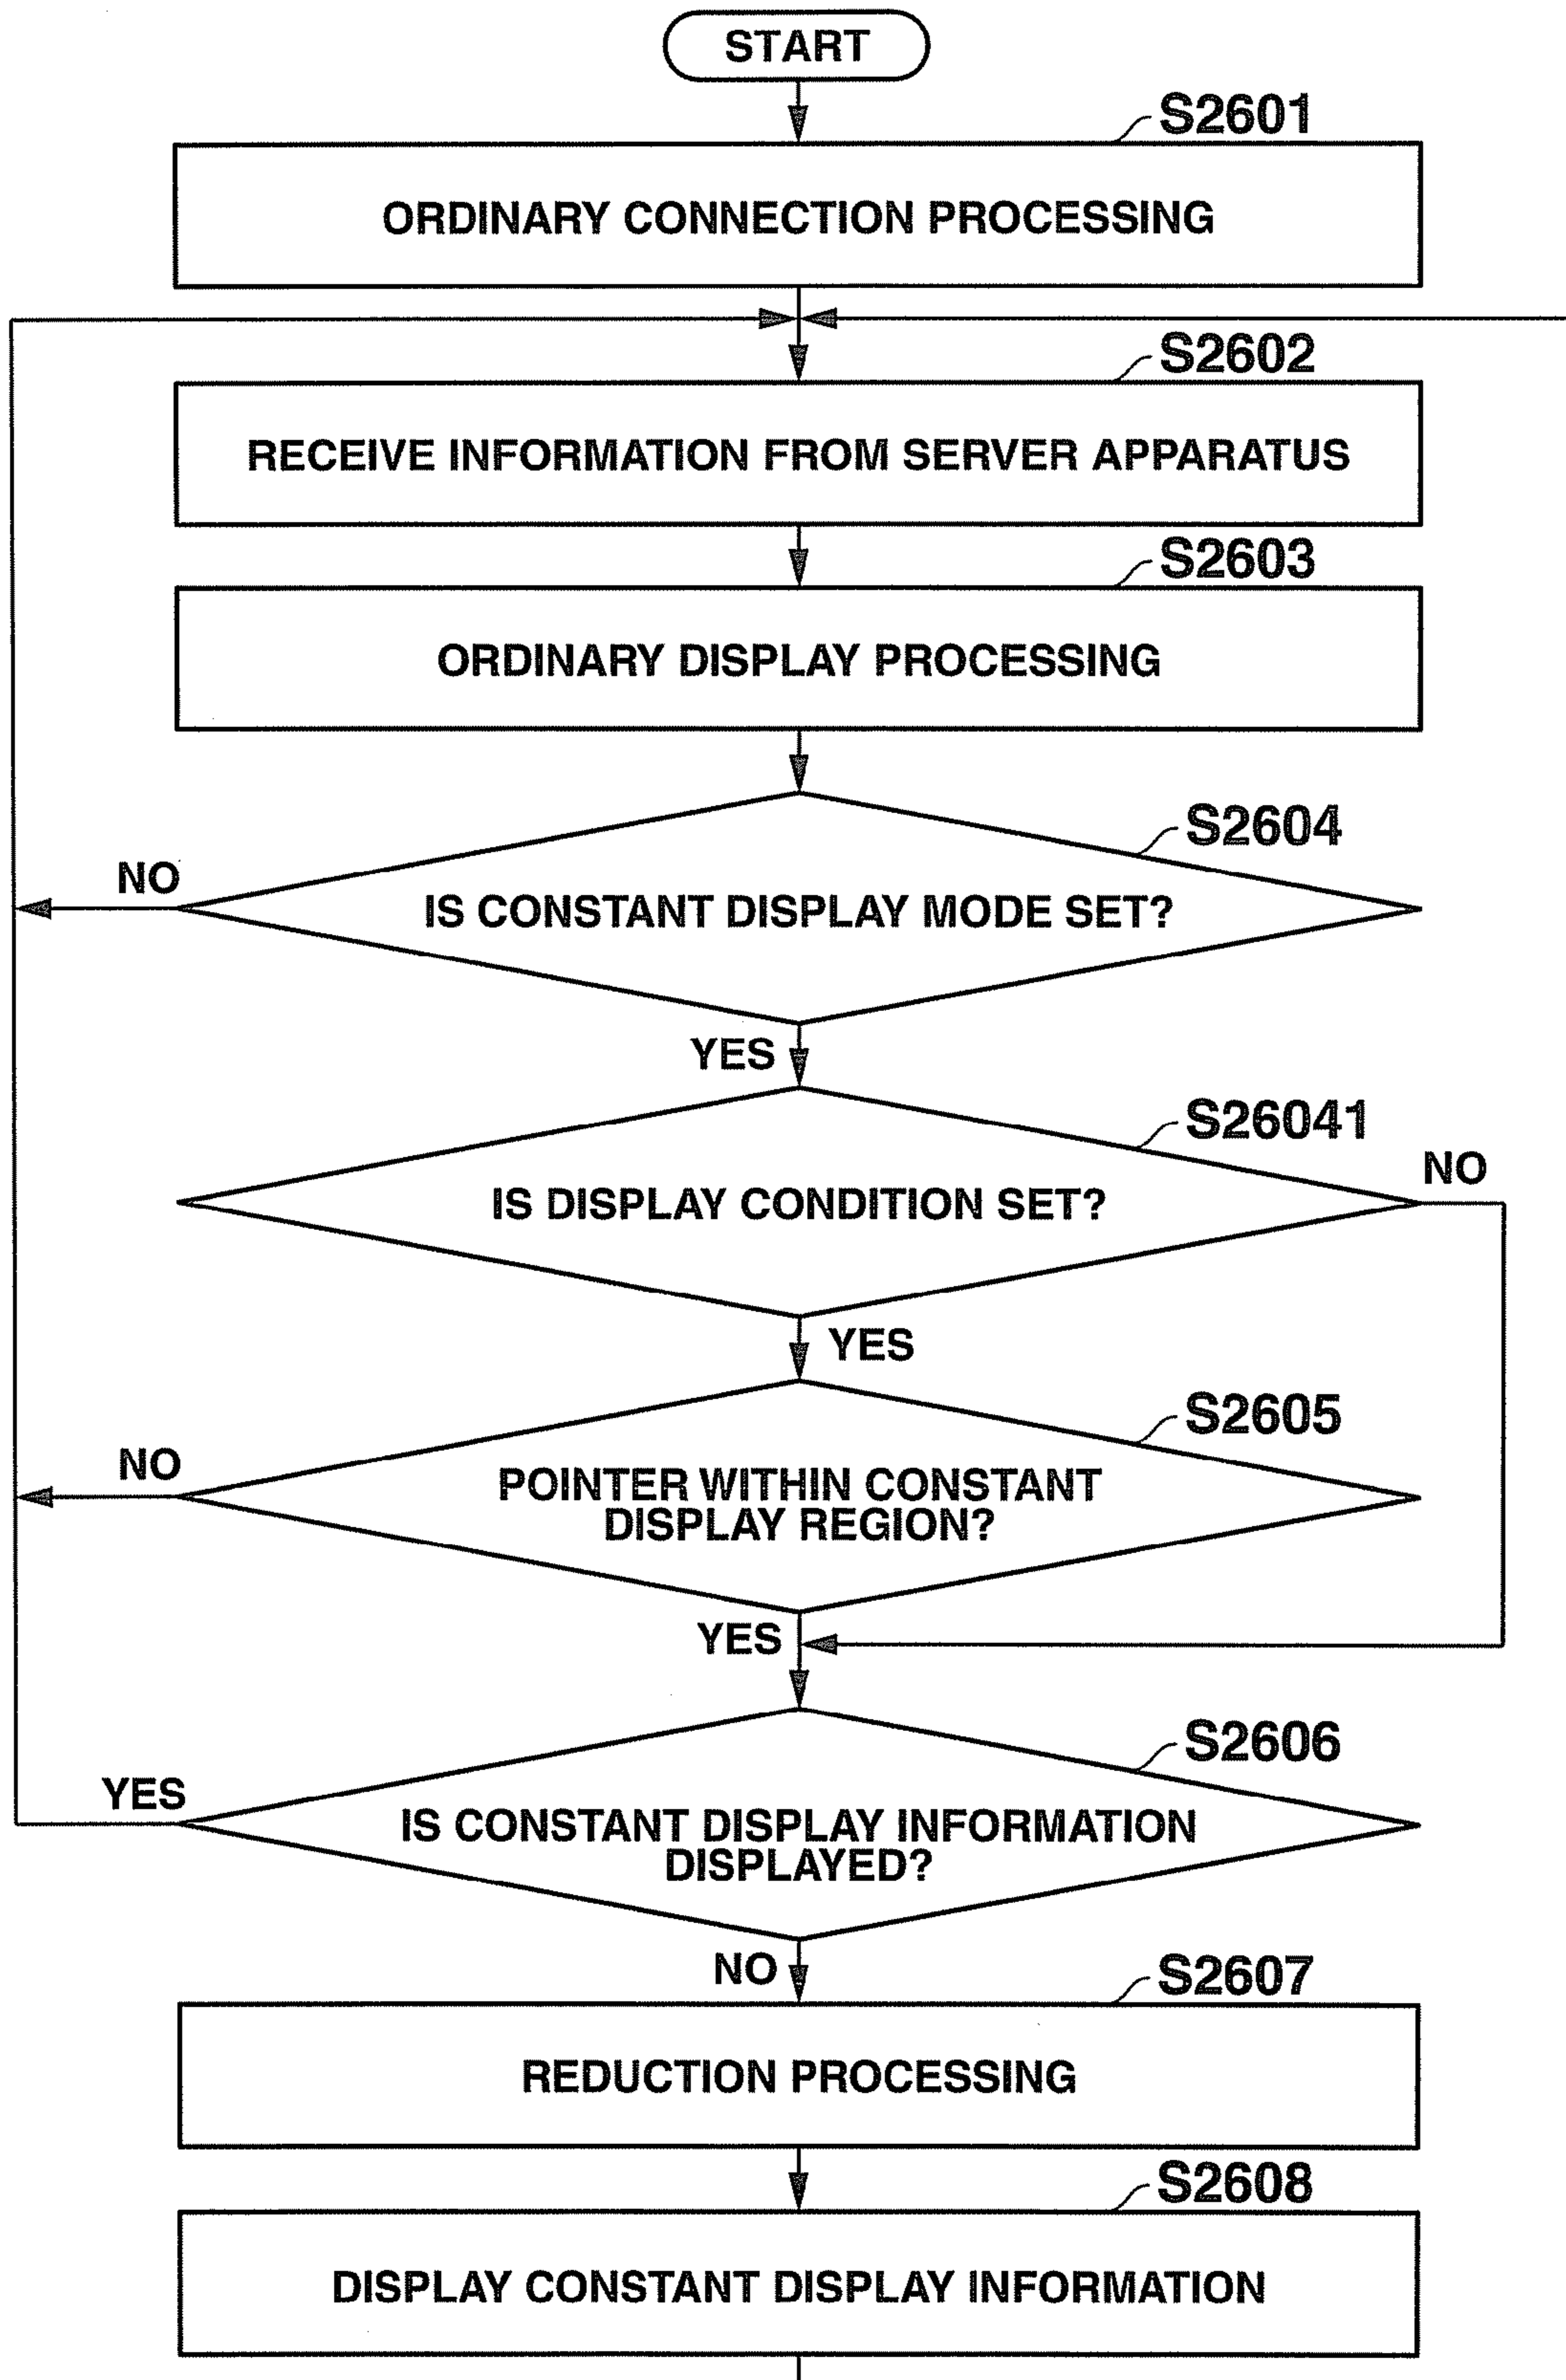 START
S2601
ORDINARY CONNECTION PROCESSING
S2602
RECEIVE INFORMATION FROM SERVER APPARATUS
S2603
ORDINARY DISPLAY PROCESSING
S2604
NO
IS CONSTANT DISPLAY MODE SET?
YES
S26041
NO
IS DISPLAY CONDITION SET?
YES
S2605
NO
POINTER WITHIN CONSTANT
DISPLAY REGION?
YES
S2606
YES
IS CONSTANT DISPLAY INFORMATION
DISPLAYED?
NO
S2607
REDUCTION PROCESSING
S2608
DISPLAY CONSTANT DISPLAY INFORMATION